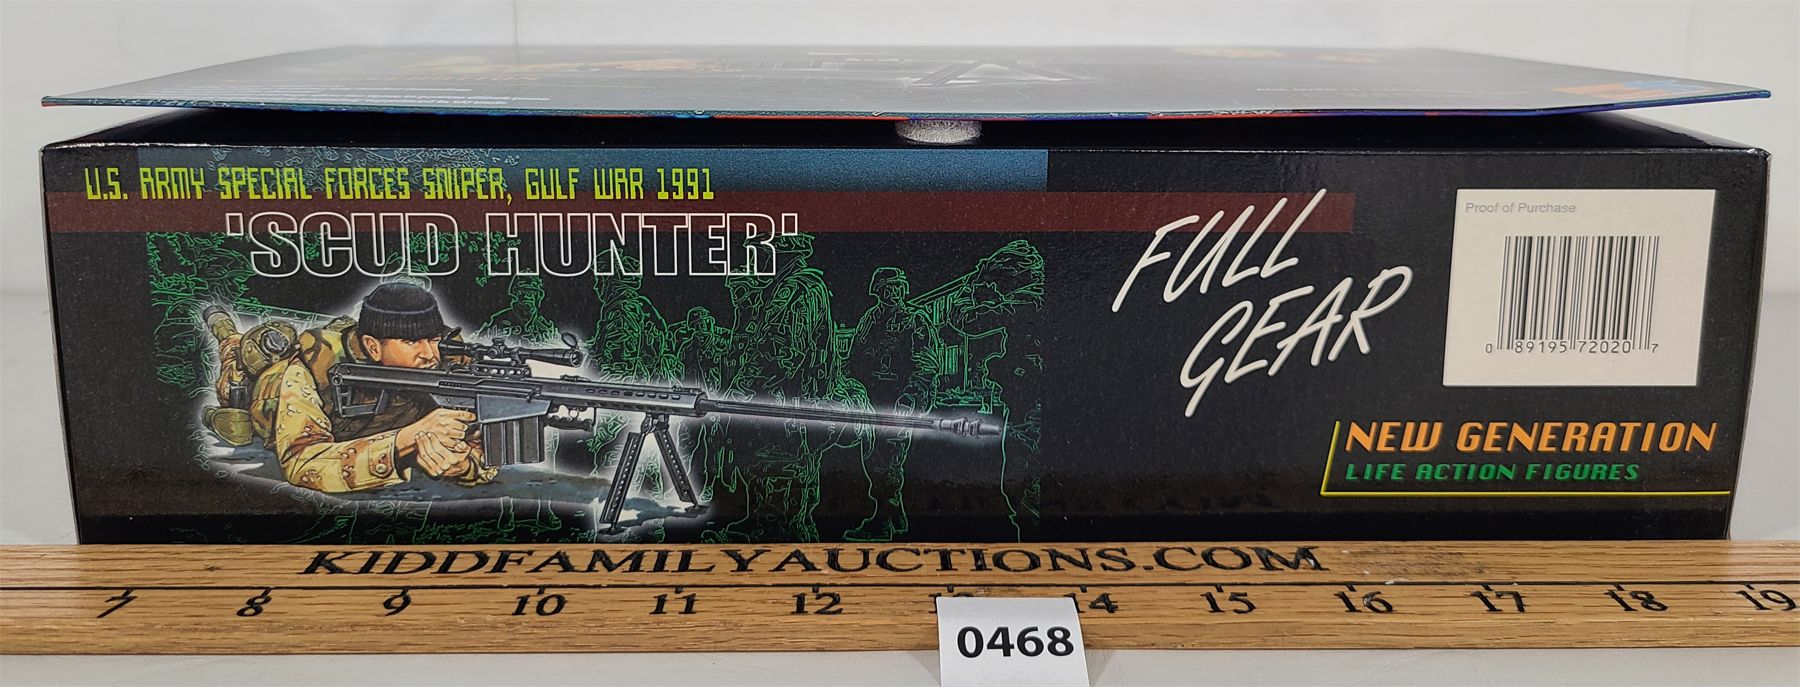 U.S. ARMY SPECIAL FORCES SNIPER, GULF WAR 1991
'SCUD HUNTER'
FULL
GEAR
Proof of Purchase
0 89195 72020 7
NEW GENERATION
LIFE ACTION FIGURES
KIDDFAMILYAUCTIONS.COM
7 8 9 10 11 12 13 14 15 16 17 18 19
0468